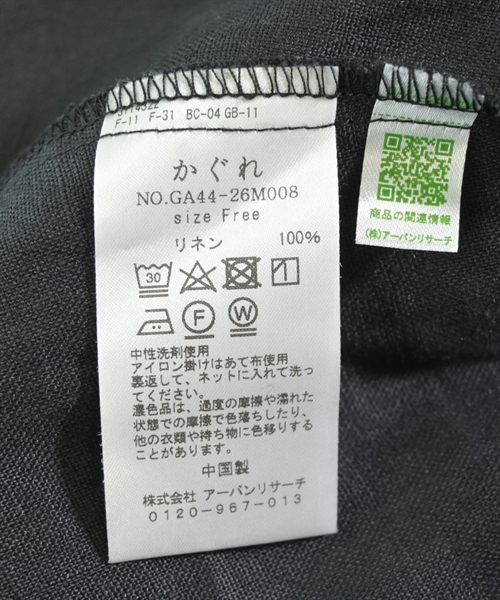 F-11 F-31 BC-04 GB-11
かぐれ
NO.GA44-26M008
size Free
リネン 100%
30
F
W
中性洗剤使用
アイロン掛けはあて布使用
裏返して、ネットに入れて洗っ
てください。
濃色品は、過度の摩擦や濡れた
状態での摩擦で色落ちしたり、
他の衣類や持ち物に色移りする
ことがあります。
中国製
株式会社 アーバンリサーチ
0120-967-013
商品の関連情報
(株)アーバンリサーチ